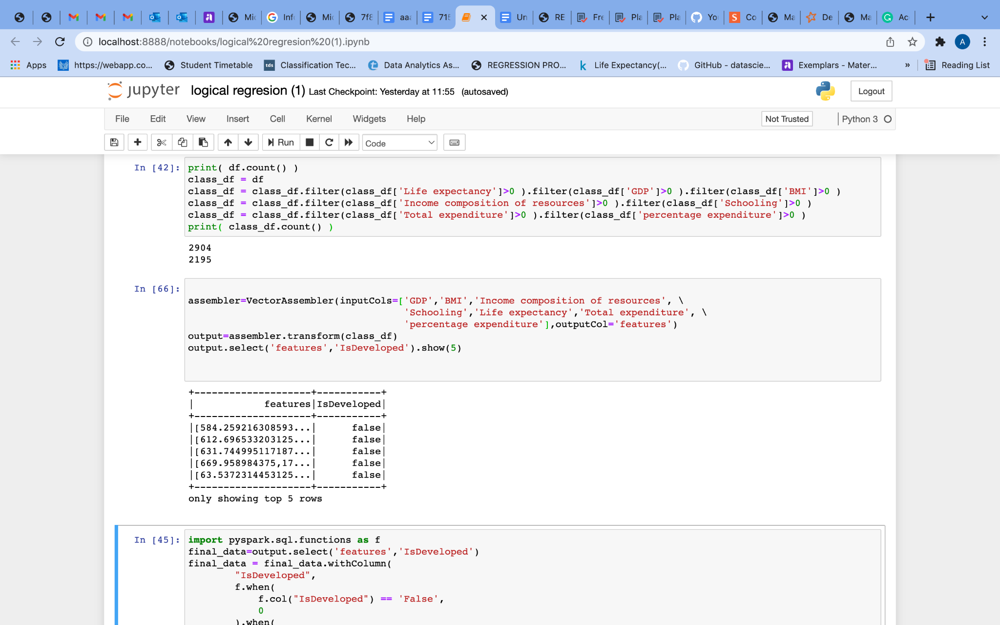 Mic
Inf
Mic
7f8
aaa
715
Un
RE
Fre
Pla
Pla
Yo
S
Co
Ma
De
Ma
Ac
localhost:8888/notebooks/logical%20regresion%20(1).ipynb
A
Apps
https://webapp.co...
Student Timetable
tds
Classification Tec...
Data Analytics As...
REGRESSION PRO...
Life Expectancy(...
GitHub - datascie...
Exemplars - Mater...
»
Reading List
jupyter logical regresion (1) Last Checkpoint: Yesterday at 11:55 (autosaved)
Logout
File Edit View Insert Cell Kernel Widgets Help
Not Trusted
Python 3
Run
Code
In [42]:
print( df.count() )
class_df = df
class_df = class_df.filter(class_df['Life expectancy']>0 ).filter(class_df['GDP']>0 ).filter(class_df['BMI']>0 )
class_df = class_df.filter(class_df['Income composition of resources']>0 ).filter(class_df['Schooling']>0 )
class_df = class_df.filter(class_df['Total expenditure']>0 ).filter(class_df['percentage expenditure']>0 )
print( class_df.count() )
2904
2195
In [66]:
assembler=VectorAssembler(inputCols=['GDP','BMI','Income composition of resources', \
'Schooling','Life expectancy','Total expenditure', \
'percentage expenditure'],outputCol='features')
output=assembler.transform(class_df)
output.select('features','IsDeveloped').show(5)
+--------------------+-----------+
|            features|IsDeveloped|
+--------------------+-----------+
|[584.259216308593...|      false|
|[612.696533203125...|      false|
|[631.744995117187...|      false|
|[669.958984375,17...|      false|
|[63.5372314453125...|      false|
+--------------------+-----------+
only showing top 5 rows
In [45]:
import pyspark.sql.functions as f
final_data=output.select('features','IsDeveloped')
final_data = final_data.withColumn(
"IsDeveloped",
f.when(
f.col("IsDeveloped") == 'False',
0
).when(